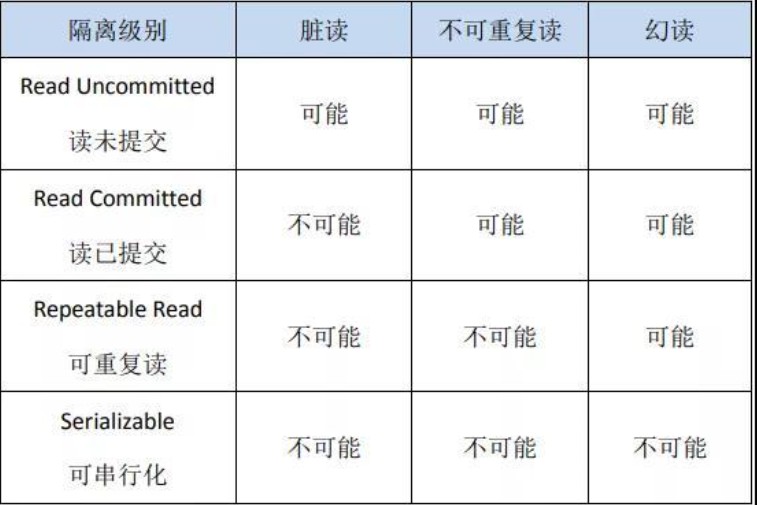 隔离级别 脏读 不可重复读 幻读
Read Uncommitted
读未提交
可能 可能 可能
Read Committed
读已提交
不可能 可能 可能
Repeatable Read
可重复读
不可能 不可能 可能
Serializable
可串行化
不可能 不可能 不可能